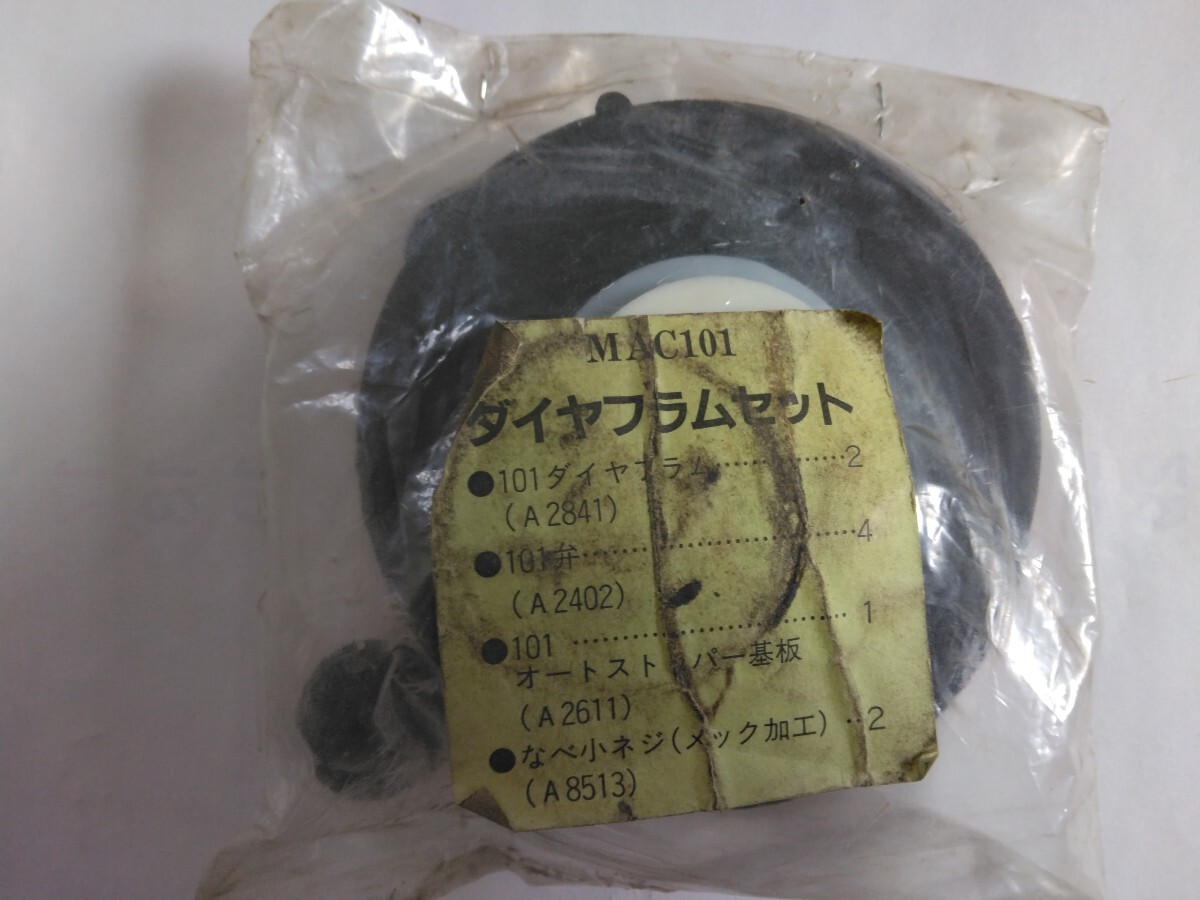 MAC101
ダイヤフラムセット
●101ダイヤフラム……………2
(A2841)
●101弁……………………………4
(A2402)
●101 …………………………… 1
オートストッパー基板
(A2611)
●なべ小ネジ(メック加工)‥2
(A8513)